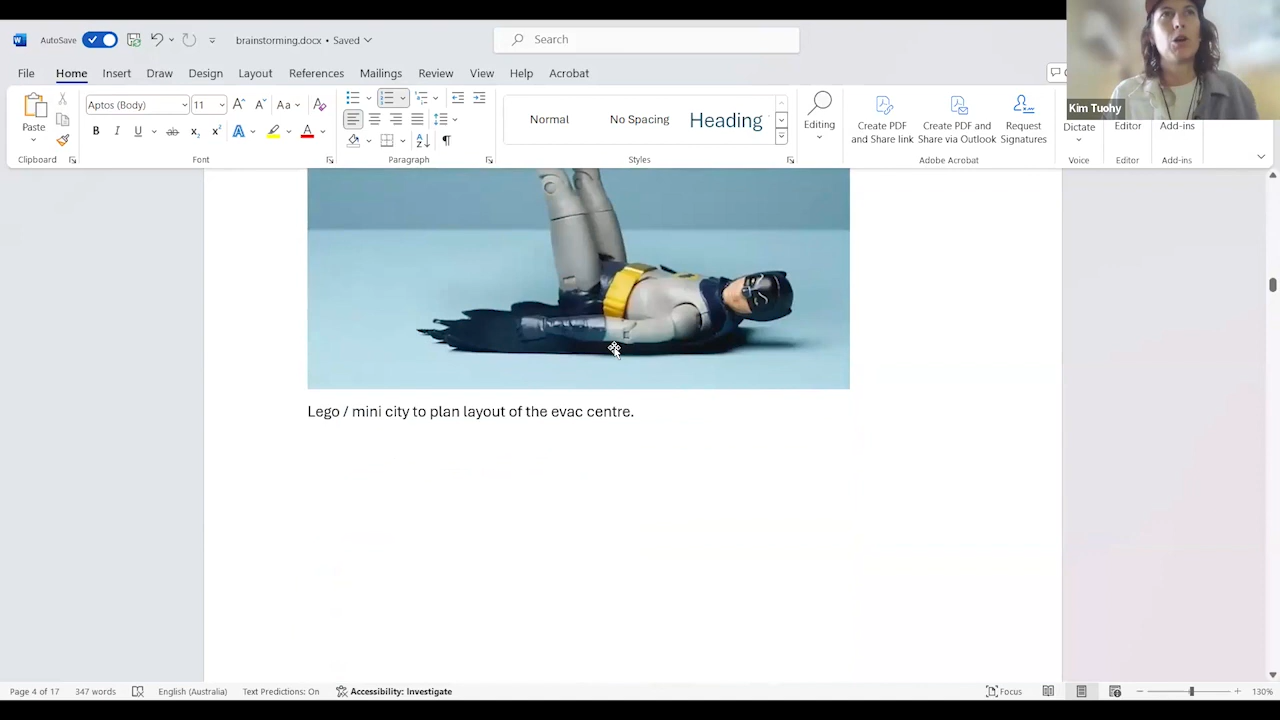 AutoSave
brainstorming.docx • Saved
Search
File Home Insert Draw Design Layout References Mailings Review View Help Acrobat
Kim Tuohy
Paste
Aptos (Body) 11
Normal No Spacing Heading
Editing
Create PDF and Share link
Create PDF and Share via Outlook
Request Signatures
Dictate
Editor
Add-ins
Clipboard Font Paragraph Styles Adobe Acrobat Voice Editor Add-ins
Lego / mini city to plan layout of the evac centre.
Page 4 of 17 347 words English (Australia) Text Predictions: On Accessibility: Investigate Focus 130%